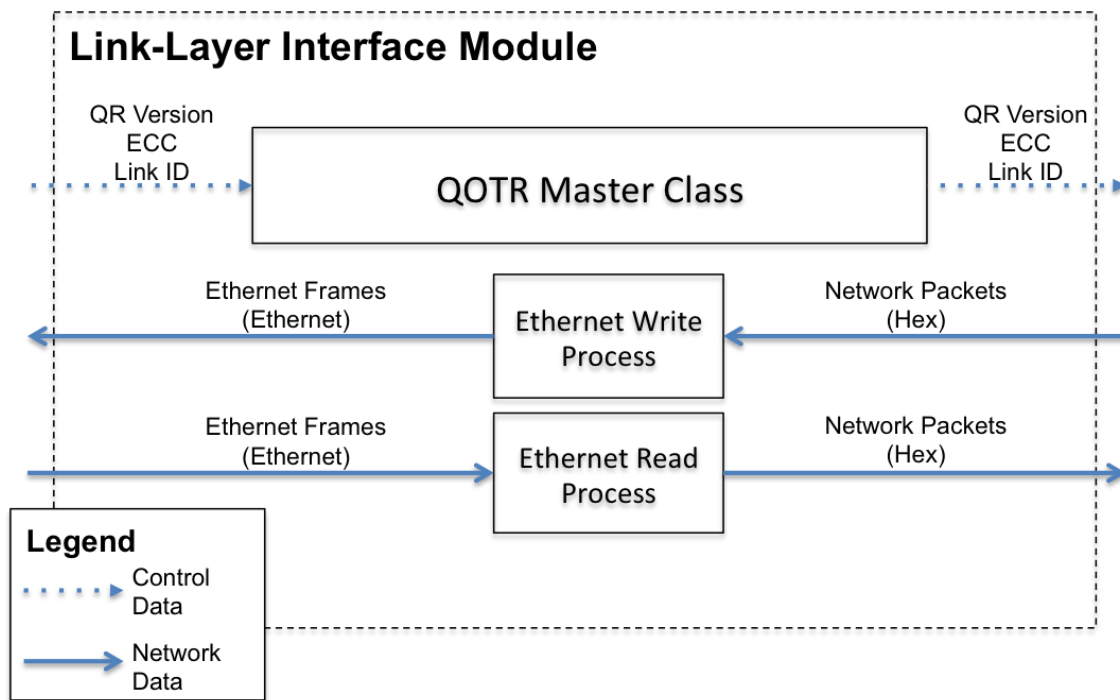 Link-Layer Interface Module
QR Version
ECC
Link ID
QOTR Master Class
QR Version
ECC
Link ID
Ethernet Frames
(Ethernet)
Ethernet Write
Process
Network Packets
(Hex)
Ethernet Frames
(Ethernet)
Ethernet Read
Process
Network Packets
(Hex)
Legend
Control
Data
Network
Data